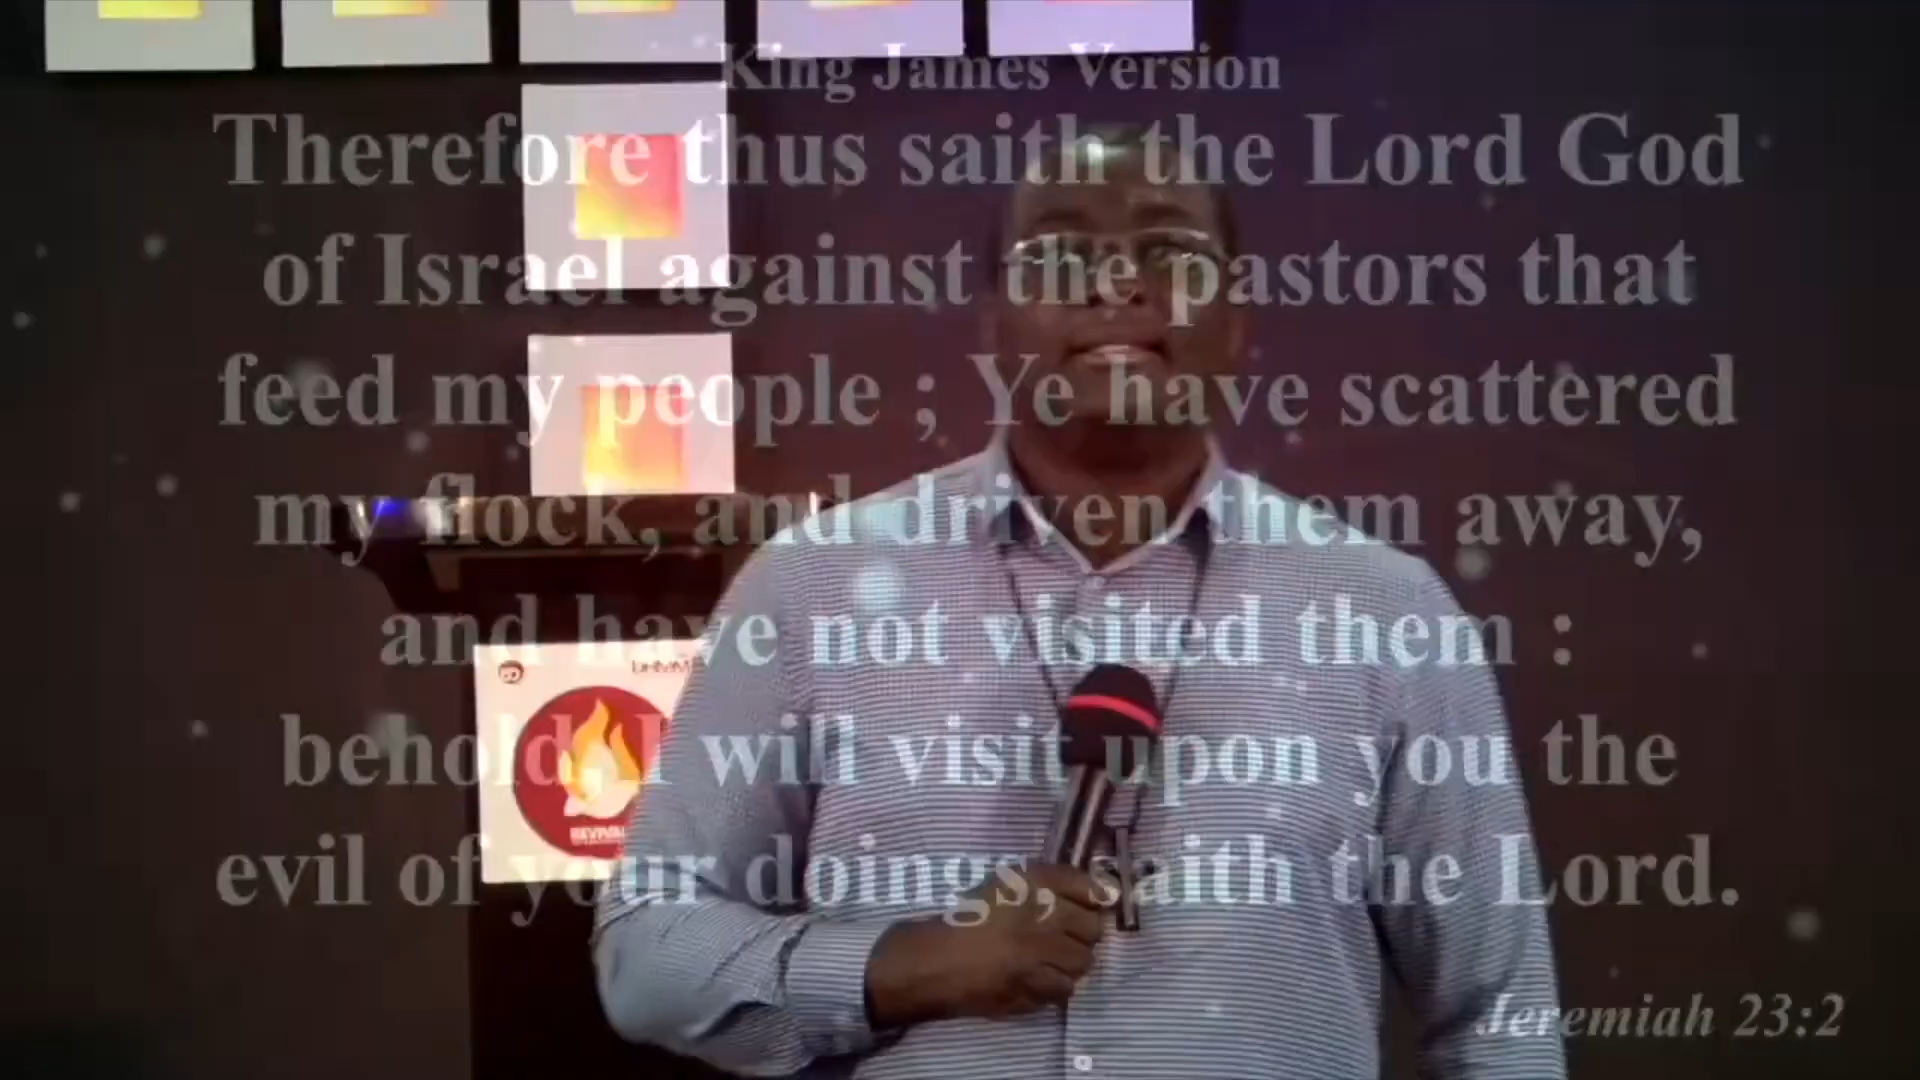 King James Version
Therefore thus saith the Lord God
of Israel against the pastors that
feed my people ; Ye have scattered
my flock, and driven them away,
and have not visited them :
behold, I will visit upon you the
evil of your doings, saith the Lord.
REVIVAL
Jeremiah 23:2